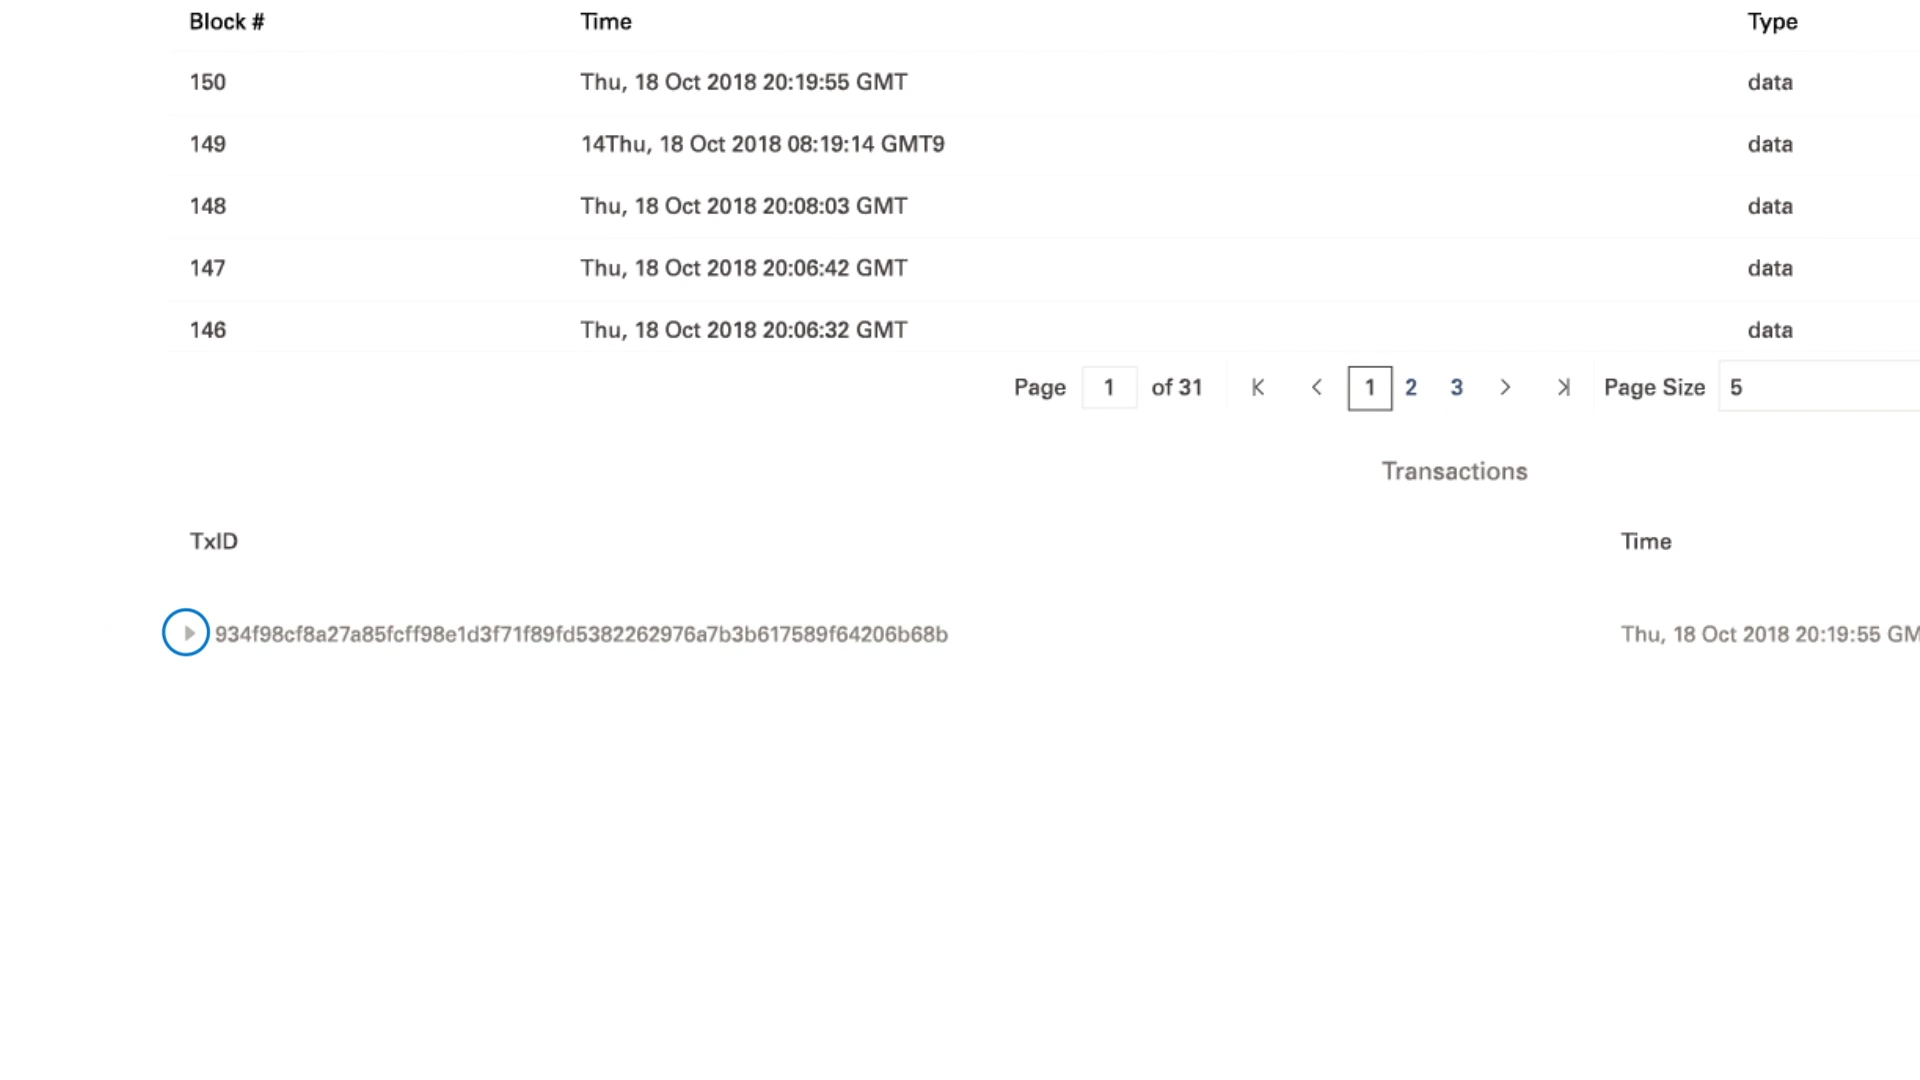 Block # Time Type
150 Thu, 18 Oct 2018 20:19:55 GMT data
149 14Thu, 18 Oct 2018 08:19:14 GMT9 data
148 Thu, 18 Oct 2018 20:08:03 GMT data
147 Thu, 18 Oct 2018 20:06:42 GMT data
146 Thu, 18 Oct 2018 20:06:32 GMT data
Page 1 of 31 1 2 3 Page Size 5
Transactions
TxID Time
934f98cf8a27a85fcff98e1d3f71f89fd5382262976a7b3b617589f64206b68b Thu, 18 Oct 2018 20:19:55 GM